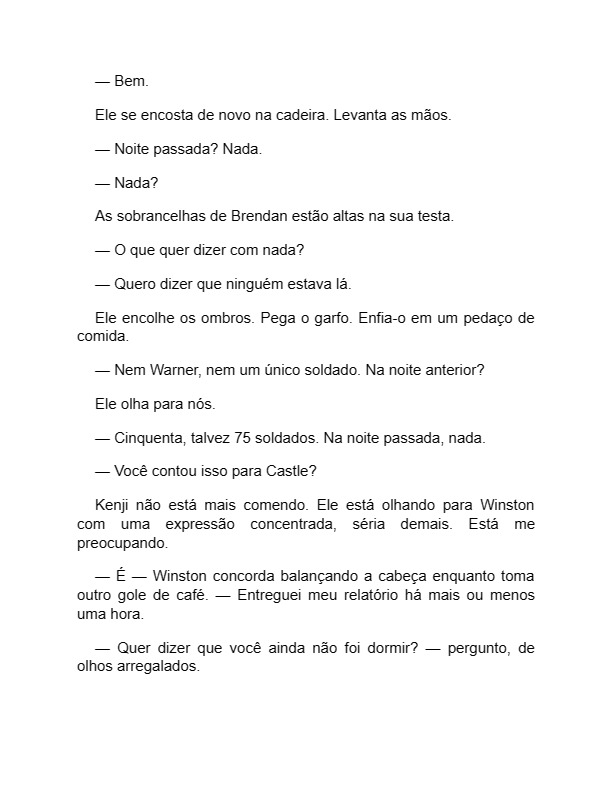 — Bem.
Ele se encosta de novo na cadeira. Levanta as mãos.
— Noite passada? Nada.
— Nada?
As sobrancelhas de Brendan estão altas na sua testa.
— O que quer dizer com nada?
— Quero dizer que ninguém estava lá.
Ele encolhe os ombros. Pega o garfo. Enfia-o em um pedaço de
comida.
— Nem Warner, nem um único soldado. Na noite anterior?
Ele olha para nós.
— Cinquenta, talvez 75 soldados. Na noite passada, nada.
— Você contou isso para Castle?
Kenji não está mais comendo. Ele está olhando para Winston
com uma expressão concentrada, séria demais. Está me
preocupando.
— É — Winston concorda balançando a cabeça enquanto toma
outro gole de café. — Entreguei meu relatório há mais ou menos
uma hora.
— Quer dizer que você ainda não foi dormir? — pergunto, de
olhos arregalados.